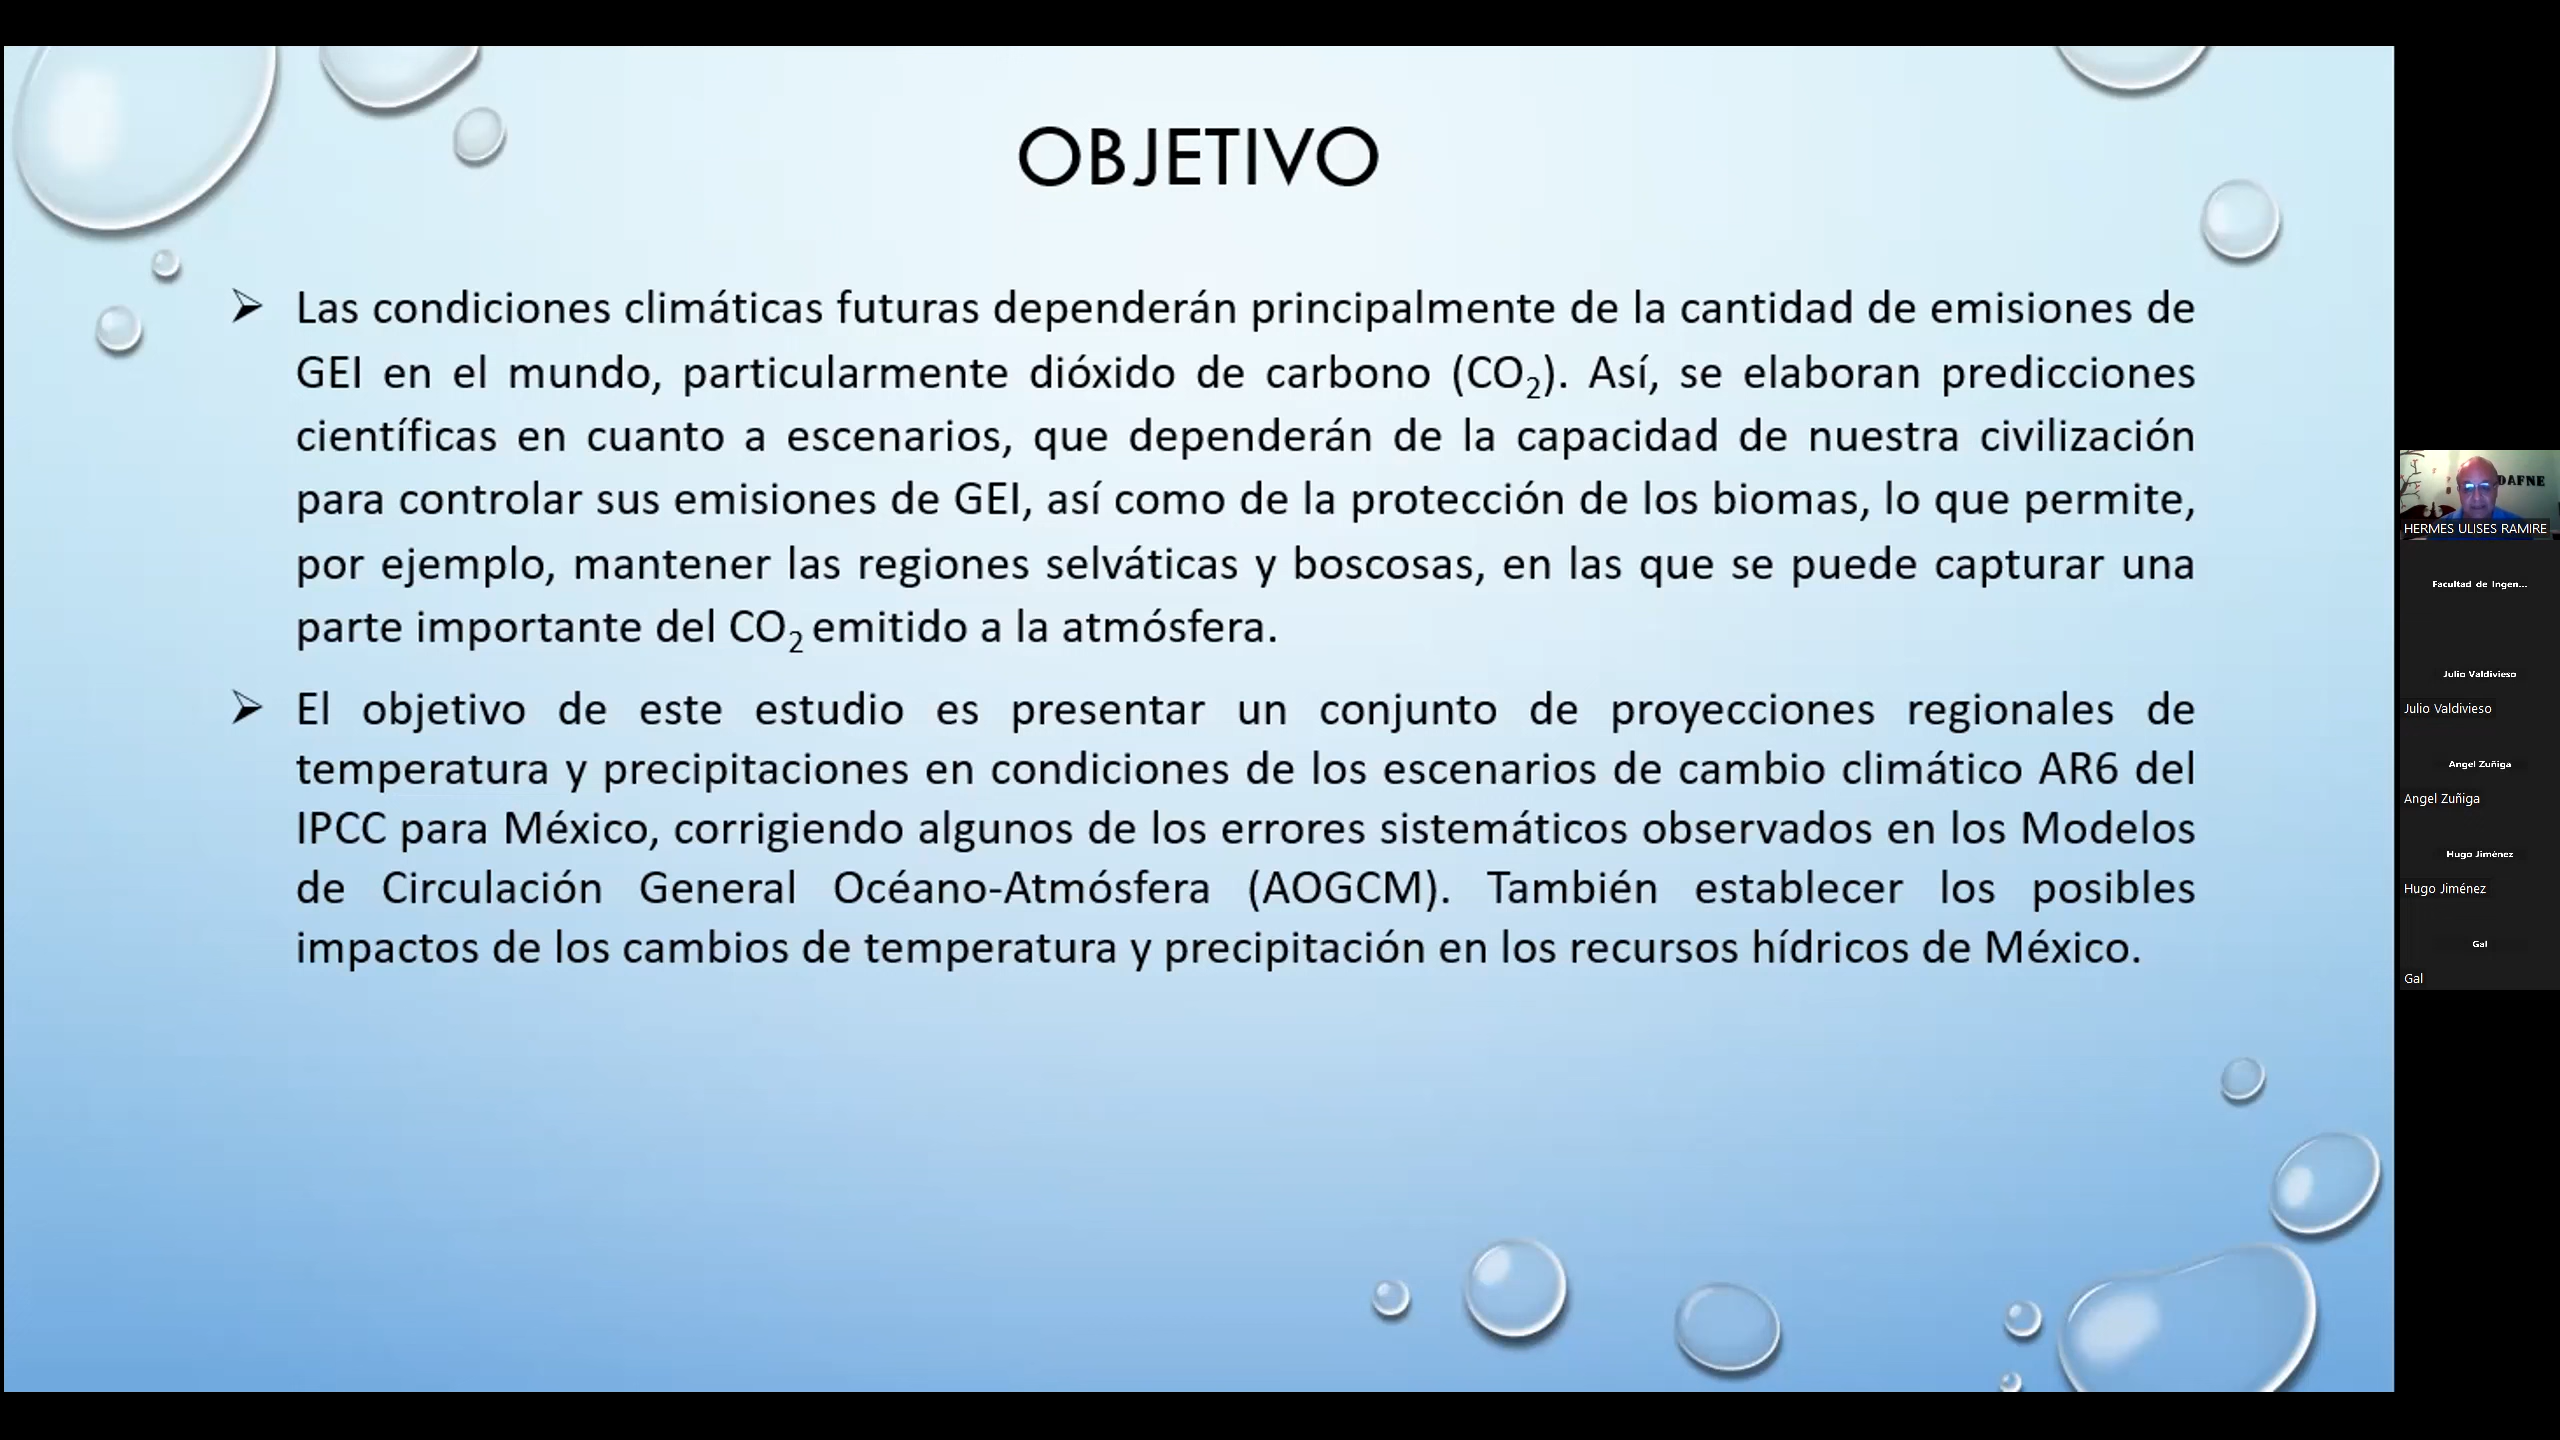 OBJETIVO
Las condiciones climáticas futuras dependerán principalmente de la cantidad de emisiones de
GEI en el mundo, particularmente dióxido de carbono (CO₂). Así, se elaboran predicciones
científicas en cuanto a escenarios, que dependerán de la capacidad de nuestra civilización
para controlar sus emisiones de GEI, así como de la protección de los biomas, lo que permite,
por ejemplo, mantener las regiones selváticas y boscosas, en las que se puede capturar una
parte importante del CO₂ emitido a la atmósfera.
El objetivo de este estudio es presentar un conjunto de proyecciones regionales de
temperatura y precipitaciones en condiciones de los escenarios de cambio climático AR6 del
IPCC para México, corrigiendo algunos de los errores sistemáticos observados en los Modelos
de Circulación General Océano-Atmósfera (AOGCM). También establecer los posibles
impactos de los cambios de temperatura y precipitación en los recursos hídricos de México.
DAFNE
HERMES ULISES RAMIRE
Facultad de Ingen...
Julio Valdivieso
Julio Valdivieso
Angel Zuñiga
Angel Zuñiga
Hugo Jiménez
Hugo Jiménez
Gal
Gal